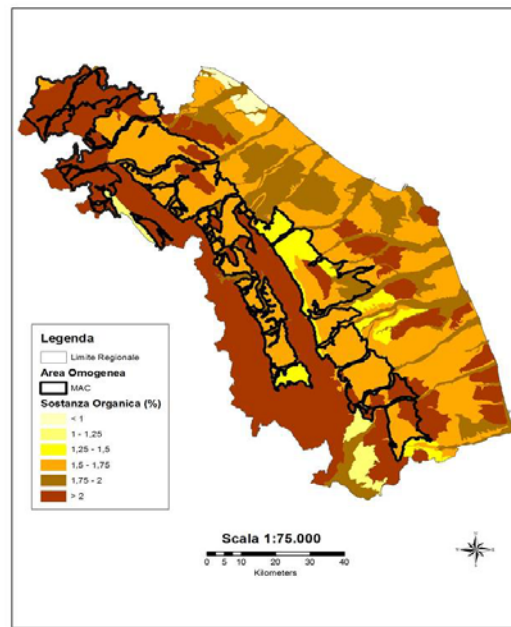 Legenda
Limite Regionale
Area Omogenea
MAC
Sostanza Organica (%)
< 1
1 - 1,25
1,25 - 1,5
1,5 - 1,75
1,75 - 2
> 2
Scala 1:75.000
0 5 10 20 30 40
Kilometers